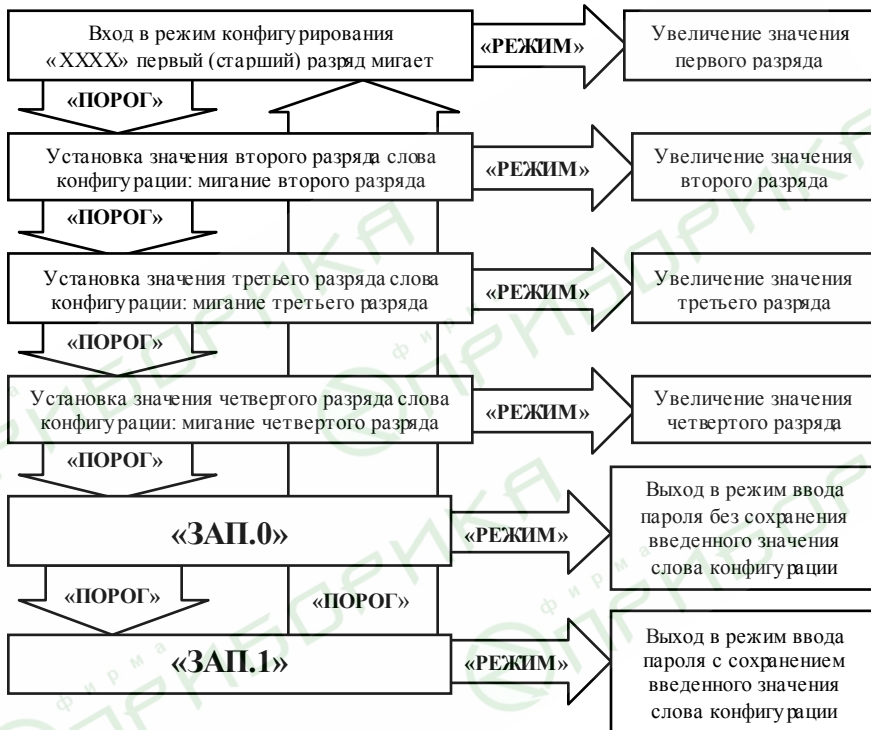 Вход в режим конфигурирования
«XXXX» первый (старший) разряд мигает
«РЕЖИМ»
Увеличение значения
первого разряда
«ПОРОГ»
Установка значения второго разряда слова
конфигурации: мигание второго разряда
«РЕЖИМ»
Увеличение значения
второго разряда
«ПОРОГ»
Установка значения третьего разряда слова
конфигурации: мигание третьего разряда
«РЕЖИМ»
Увеличение значения
третьего разряда
«ПОРОГ»
Установка значения четвертого разряда слова
конфигурации: мигание четвертого разряда
«РЕЖИМ»
Увеличение значения
четвертого разряда
«ПОРОГ»
«ЗАП.0»
«РЕЖИМ»
Выход в режим ввода
пароля без сохранения
введенного значения
слова конфигурации
«ПОРОГ»
«ПОРОГ»
«ЗАП.1»
«РЕЖИМ»
Выход в режим ввода
пароля с сохранением
введенного значения
слова конфигурации
фирма
ПРИБОРИКА